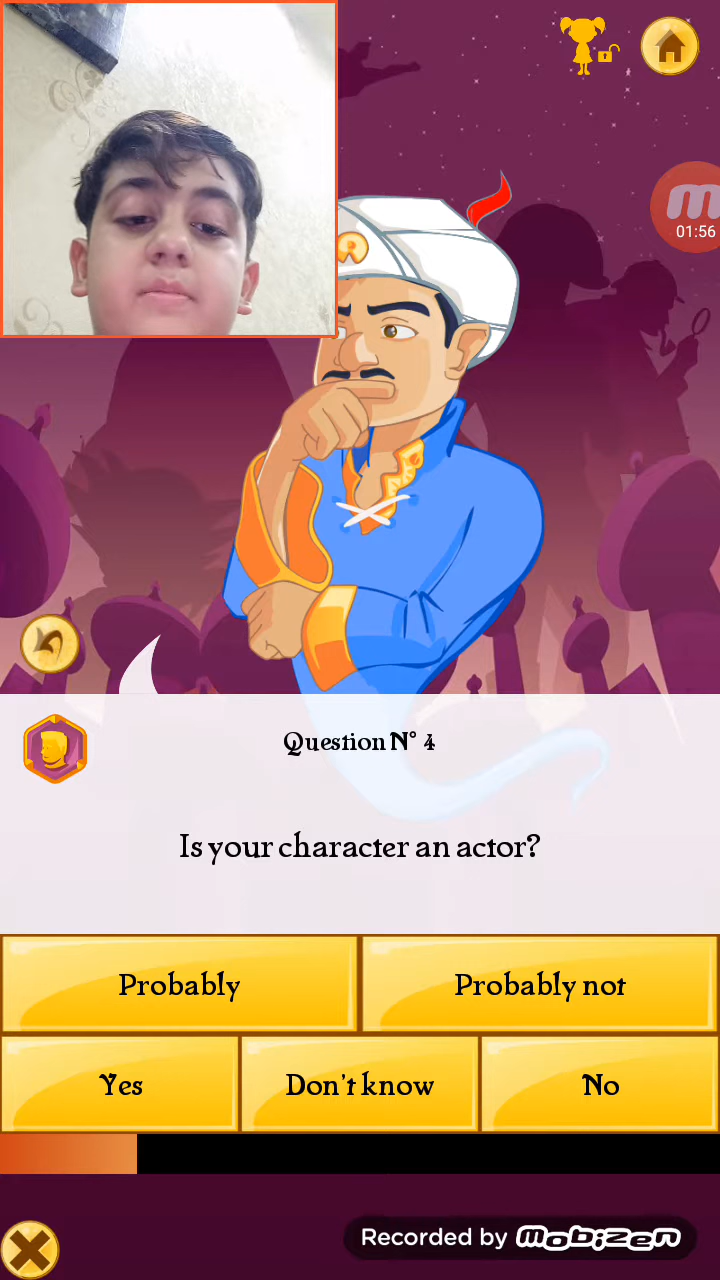 01:56
Question N° 4
Is your character an actor?
Probably
Probably not
Yes
Don't know
No
Recorded by mobizen